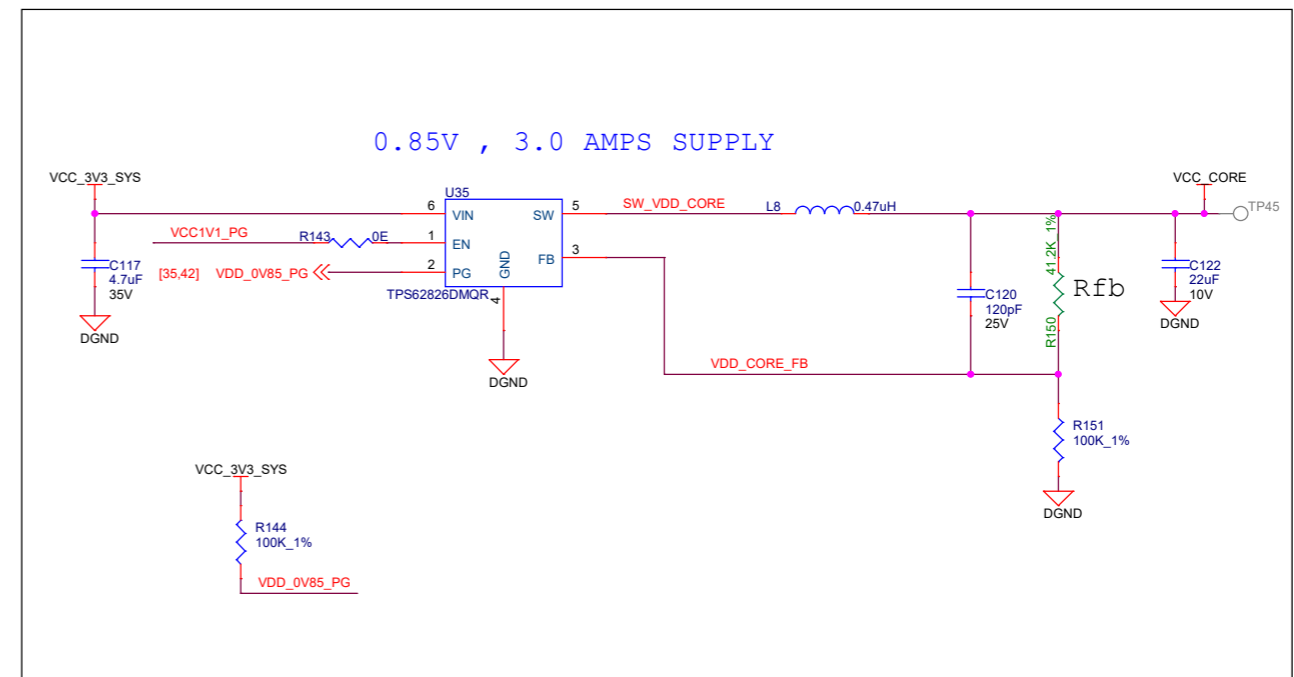 0.85V , 3.0 AMPS SUPPLY
VCC_3V3_SYS
VCC_CORE
U35
6
VIN
SW
5
SW_VDD_CORE
L8
0.47uH
TP45
VCC1V1_PG
R143
0E
1
EN
FB
3
[35,42]
VDD_0V85_PG
2
PG
GND
4
TPS62826DMQR
C117
4.7uF
35V
DGND
DGND
C120
120pF
25V
41.2K_1%
R150
Rfb
C122
22uF
10V
DGND
VDD_CORE_FB
R151
100K_1%
DGND
VCC_3V3_SYS
R144
100K_1%
VDD_0V85_PG